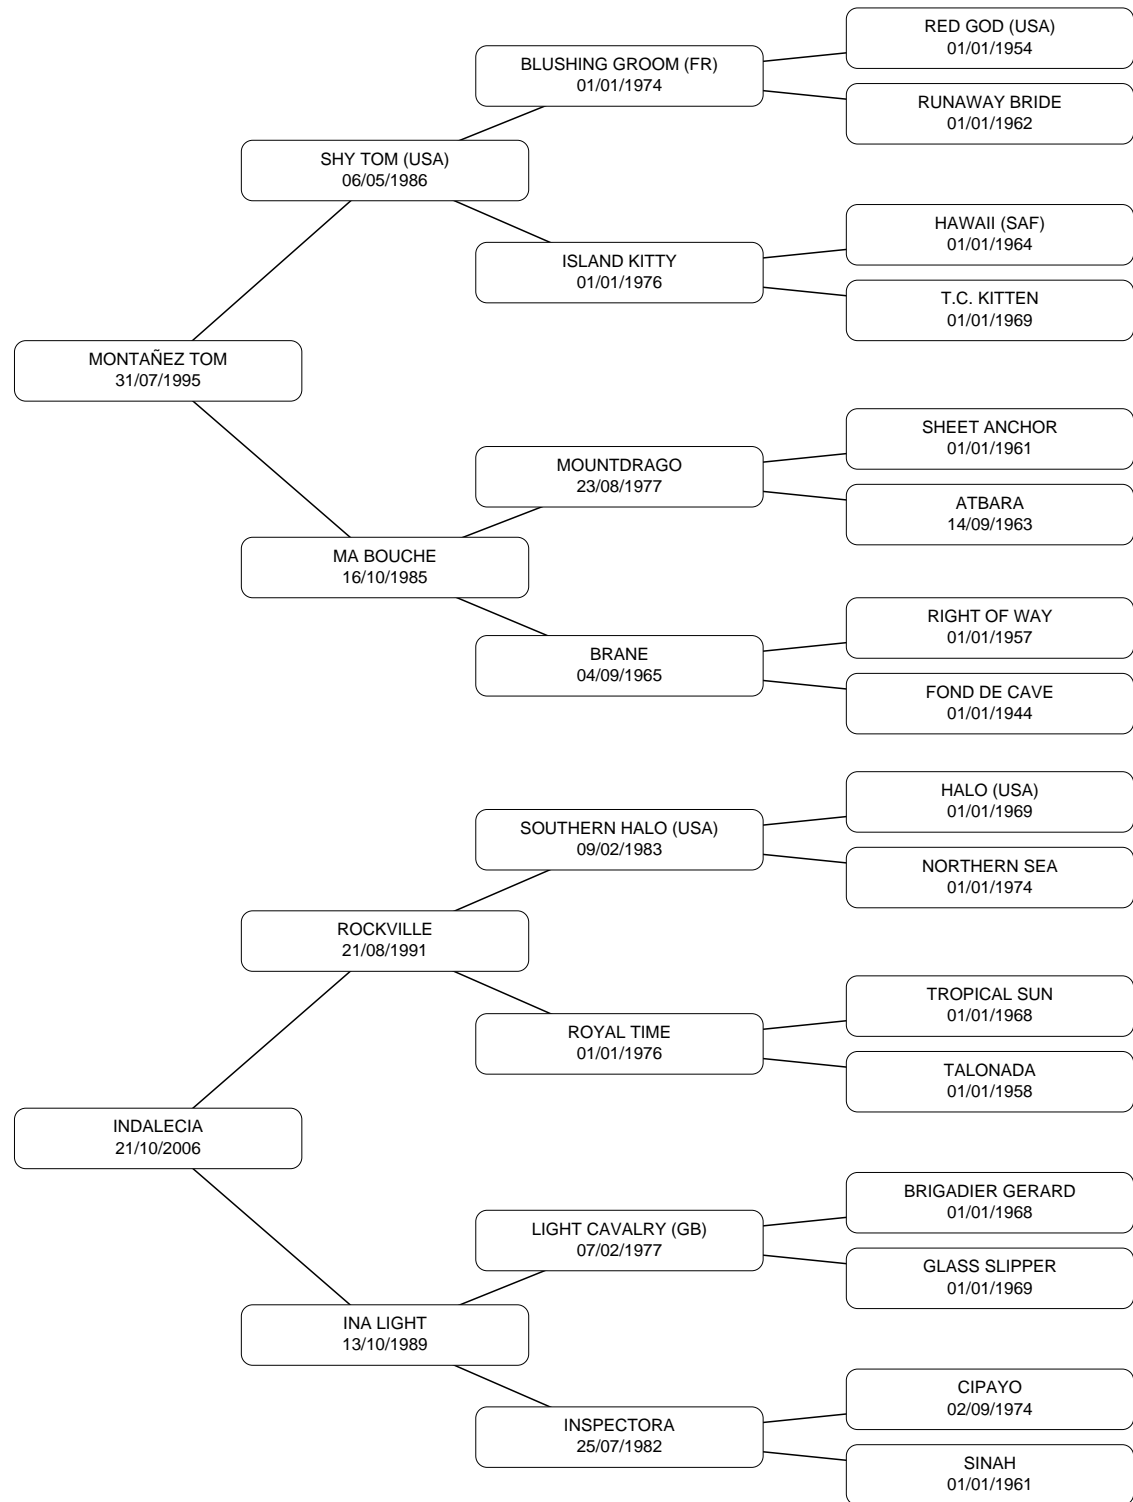 RED GOD (USA)
01/01/1954
BLUSHING GROOM (FR)
01/01/1974
RUNAWAY BRIDE
01/01/1962
SHY TOM (USA)
06/05/1986
HAWAII (SAF)
01/01/1964
ISLAND KITTY
01/01/1976
T.C. KITTEN
01/01/1969
MONTAÑEZ TOM
31/07/1995
SHEET ANCHOR
01/01/1961
MOUNTDRAGO
23/08/1977
ATBARA
14/09/1963
MA BOUCHE
16/10/1985
RIGHT OF WAY
01/01/1957
BRANE
04/09/1965
FOND DE CAVE
01/01/1944
HALO (USA)
01/01/1969
SOUTHERN HALO (USA)
09/02/1983
NORTHERN SEA
01/01/1974
ROCKVILLE
21/08/1991
TROPICAL SUN
01/01/1968
ROYAL TIME
01/01/1976
TALONADA
01/01/1958
INDALECIA
21/10/2006
BRIGADIER GERARD
01/01/1968
LIGHT CAVALRY (GB)
07/02/1977
GLASS SLIPPER
01/01/1969
INA LIGHT
13/10/1989
CIPAYO
02/09/1974
INSPECTORA
25/07/1982
SINAH
01/01/1961